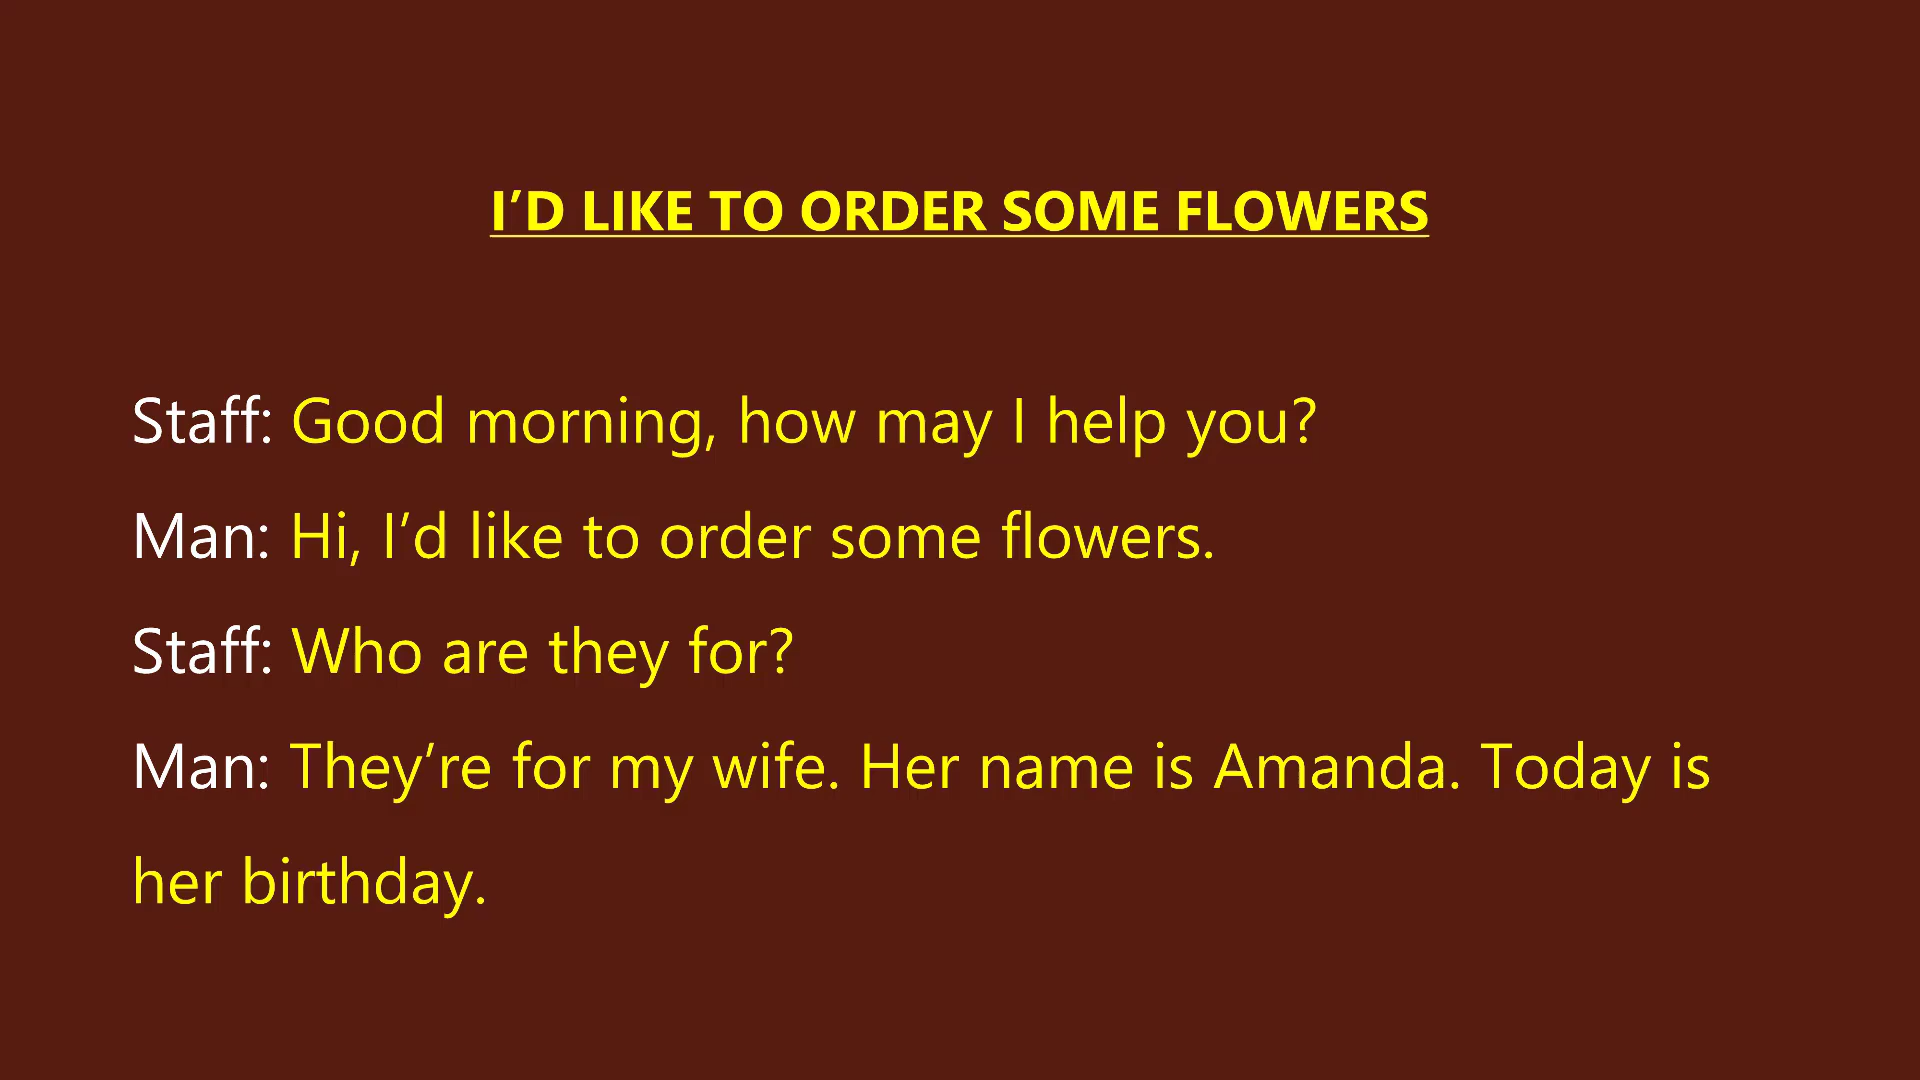 I’D LIKE TO ORDER SOME FLOWERS
Staff: Good morning, how may I help you?
Man: Hi, I’d like to order some flowers.
Staff: Who are they for?
Man: They’re for my wife. Her name is Amanda. Today is
her birthday.